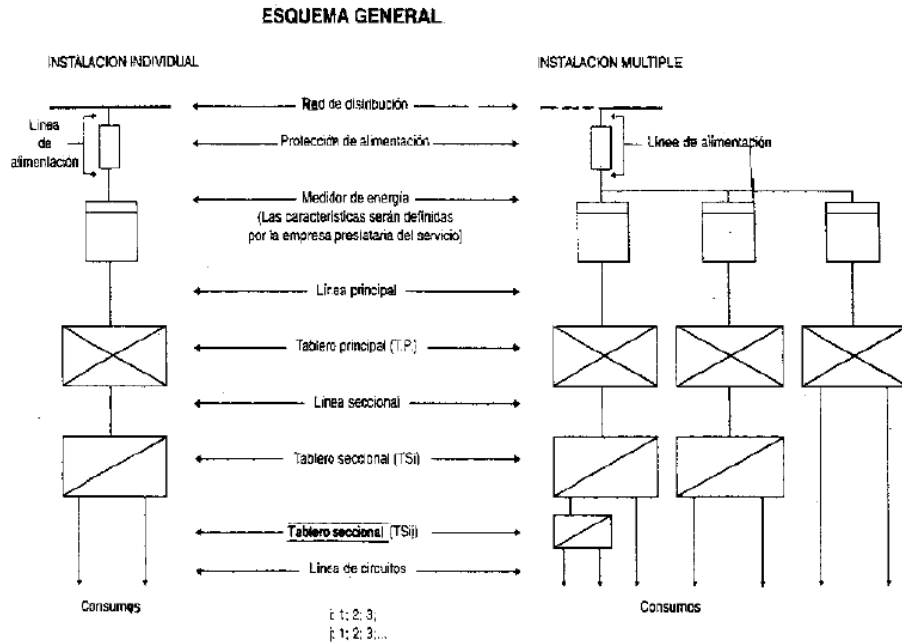 ESQUEMA GENERAL
INSTALACION INDIVIDUAL
INSTALACION MULTIPLE
Red de distribución
Línea
de
alimentación
Protección de alimentación
Línee de alimentación
Medidor de energía
(Las características serán definidas
por la empresa prestataria del servicio)
Línea principal
Tablero principal (T.P.)
Línea seccional
Tablero seccional (TSi)
Tablero seccional (TSij)
Línea de circuitos
Consumos
Consumos
i: 1; 2; 3;
j: 1; 2; 3;...